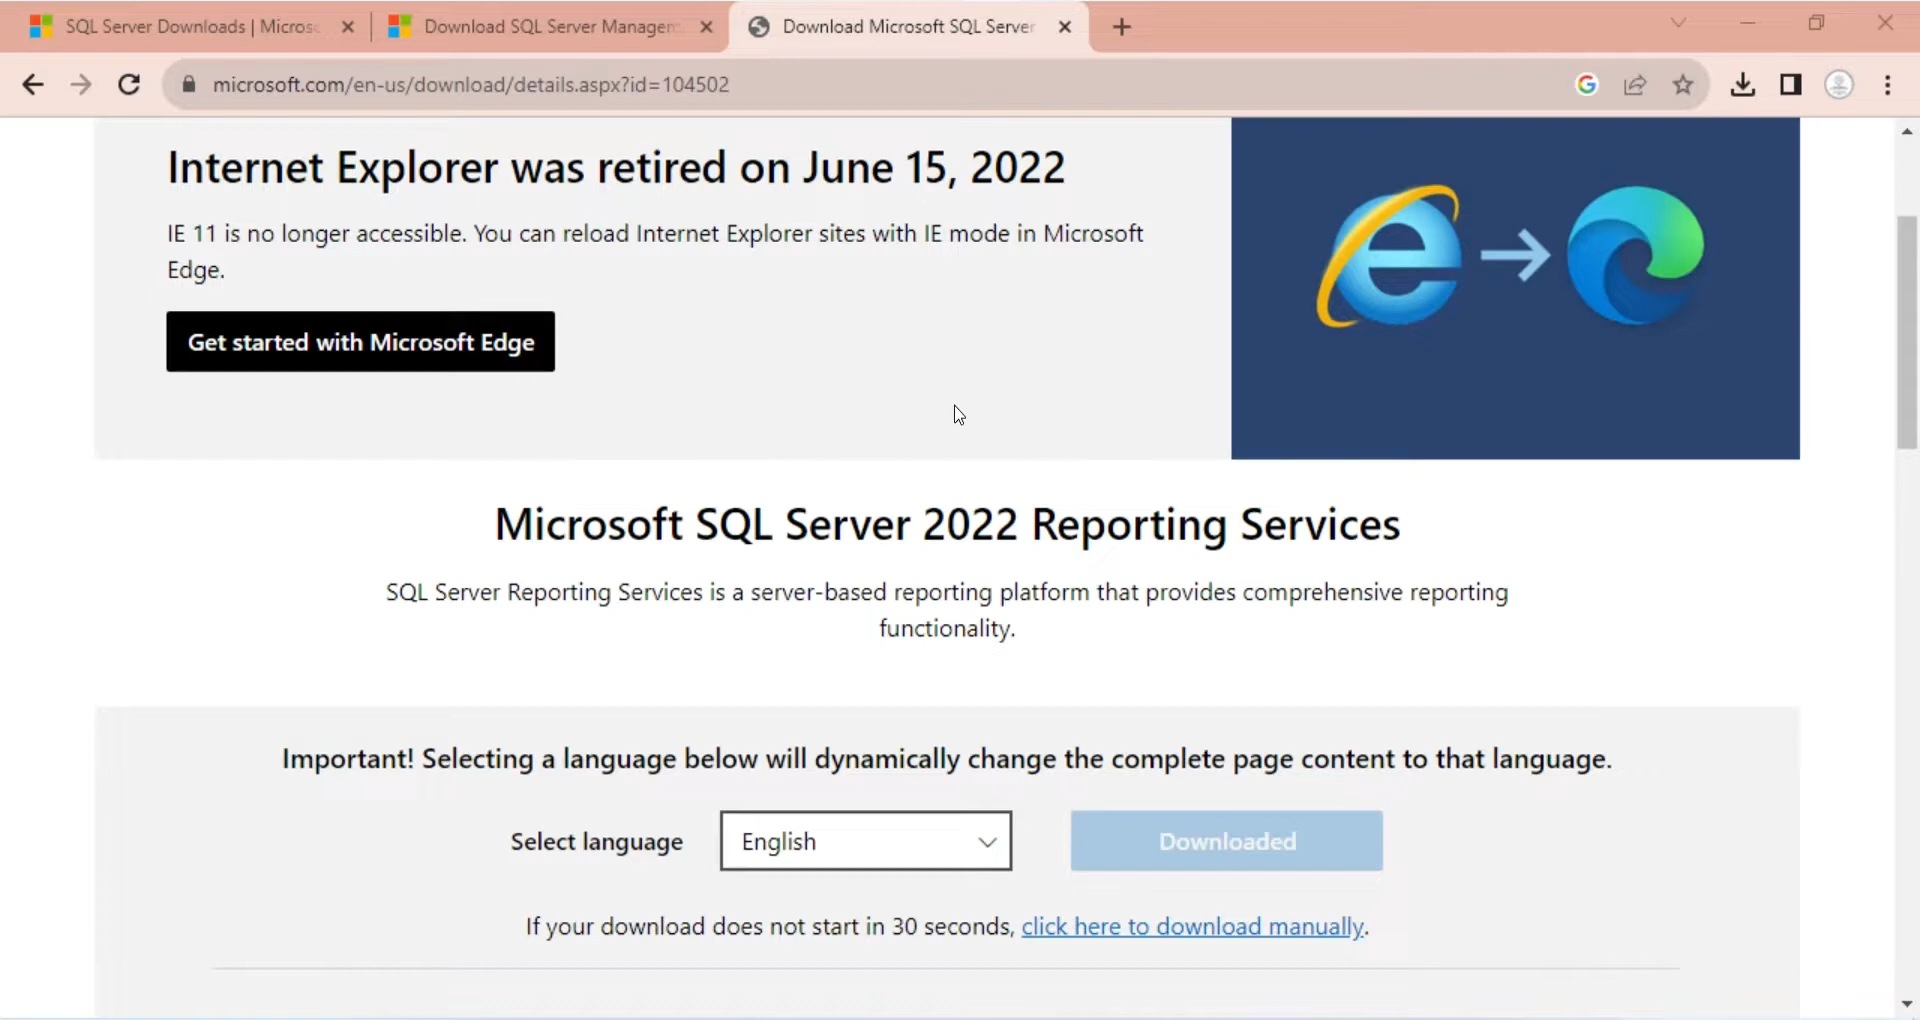 SQL Server Downloads | Micros
Download SQL Server Managem
Download Microsoft SQL Server
microsoft.com/en-us/download/details.aspx?id=104502
Internet Explorer was retired on June 15, 2022
IE 11 is no longer accessible. You can reload Internet Explorer sites with IE mode in Microsoft
Edge.
Get started with Microsoft Edge
Microsoft SQL Server 2022 Reporting Services
SQL Server Reporting Services is a server-based reporting platform that provides comprehensive reporting
functionality.
Important! Selecting a language below will dynamically change the complete page content to that language.
Select language
English
Downloaded
If your download does not start in 30 seconds, click here to download manually.